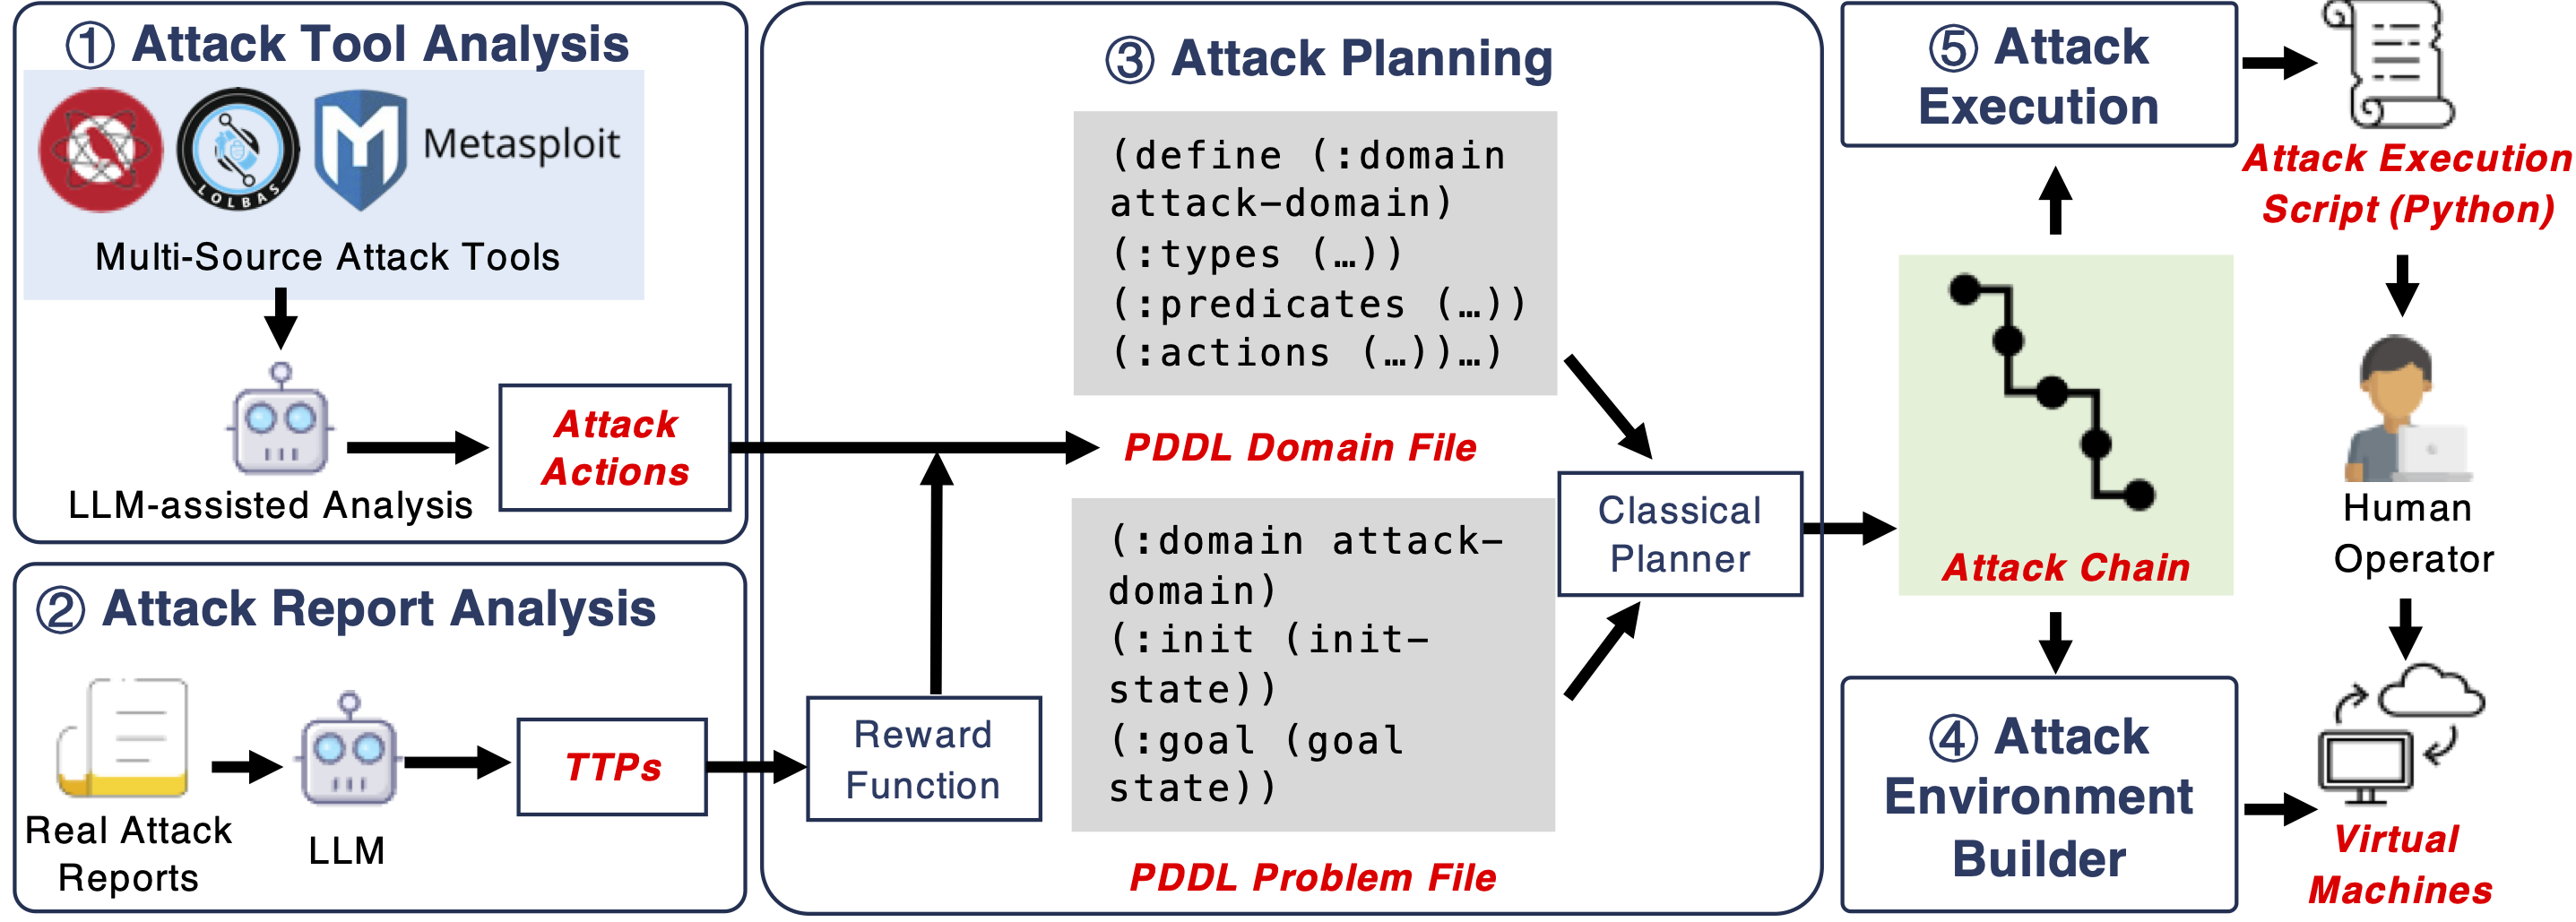 ① Attack Tool Analysis
LOLBAS
Metasploit
Multi-Source Attack Tools
LLM-assisted Analysis
Attack
Actions
② Attack Report Analysis
Real Attack
Reports
LLM
TTPs
③ Attack Planning
(define (:domain
attack-domain)
(:types (…))
(:predicates (…))
(:actions (…))…)
PDDL Domain File
Reward
Function
(:domain attack-
domain)
(:init (init-
state))
(:goal (goal
state))
PDDL Problem File
Classical
Planner
⑤ Attack
Execution
Attack Chain
④ Attack
Environment
Builder
Attack Execution
Script (Python)
Human
Operator
Virtual
Machines